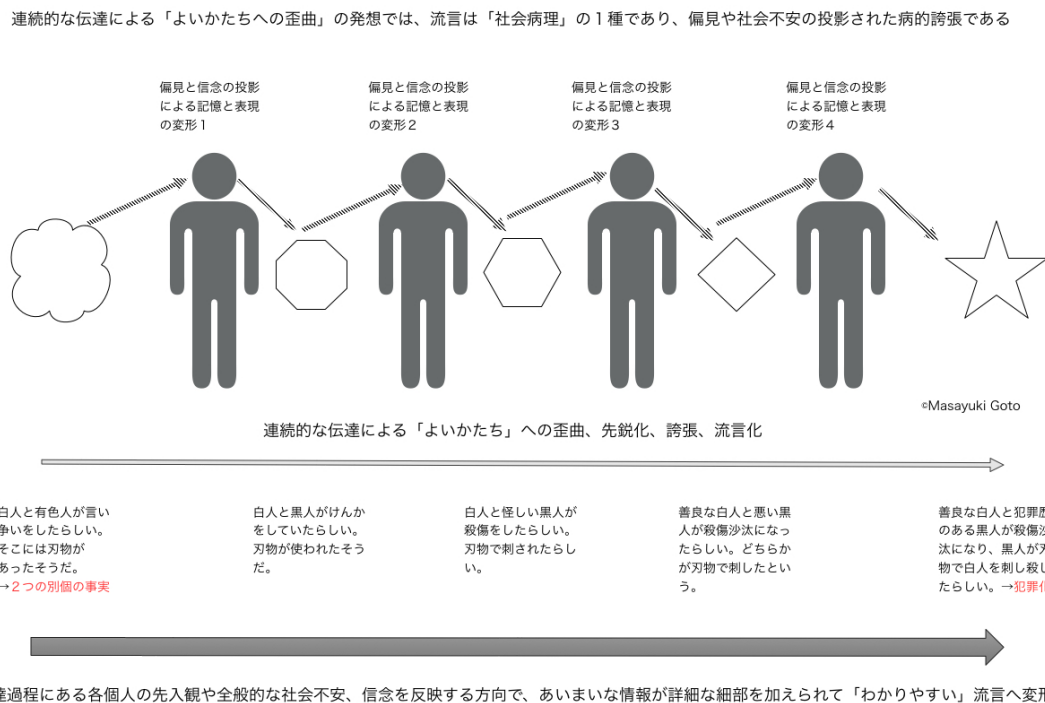 連続的な伝達による「よいかたちへの歪曲」の発想では、流言は「社会病理」の１種であり、偏見や社会不安の投影された病的誇張である
偏見と信念の投影
による記憶と表現
の変形１
偏見と信念の投影
による記憶と表現
の変形２
偏見と信念の投影
による記憶と表現
の変形３
偏見と信念の投影
による記憶と表現
の変形４
©Masayuki Goto
連続的な伝達による「よいかたち」への歪曲、先鋭化、誇張、流言化
白人と有色人が言い
争いをしたらしい。
そこには刃物が
あったそうだ。
→２つの別個の事実
白人と黒人がけんか
をしていたらしい。
刃物が使われたそう
だ。
白人と怪しい黒人が
殺傷をしたらしい。
刃物で刺されたらし
い。
善良な白人と悪い黒
人が殺傷沙汰になっ
たらしい。どちらか
が刃物で刺したとい
う。
善良な白人と犯罪歴
のある黒人が殺傷沙
汰になり、黒人が刃
物で白人を刺し殺し
たらしい。→犯罪化
達過程にある各個人の先入観や全般的な社会不安、信念を反映する方向で、あいまいな情報が詳細な細部を加えられて「わかりやすい」流言へ変形